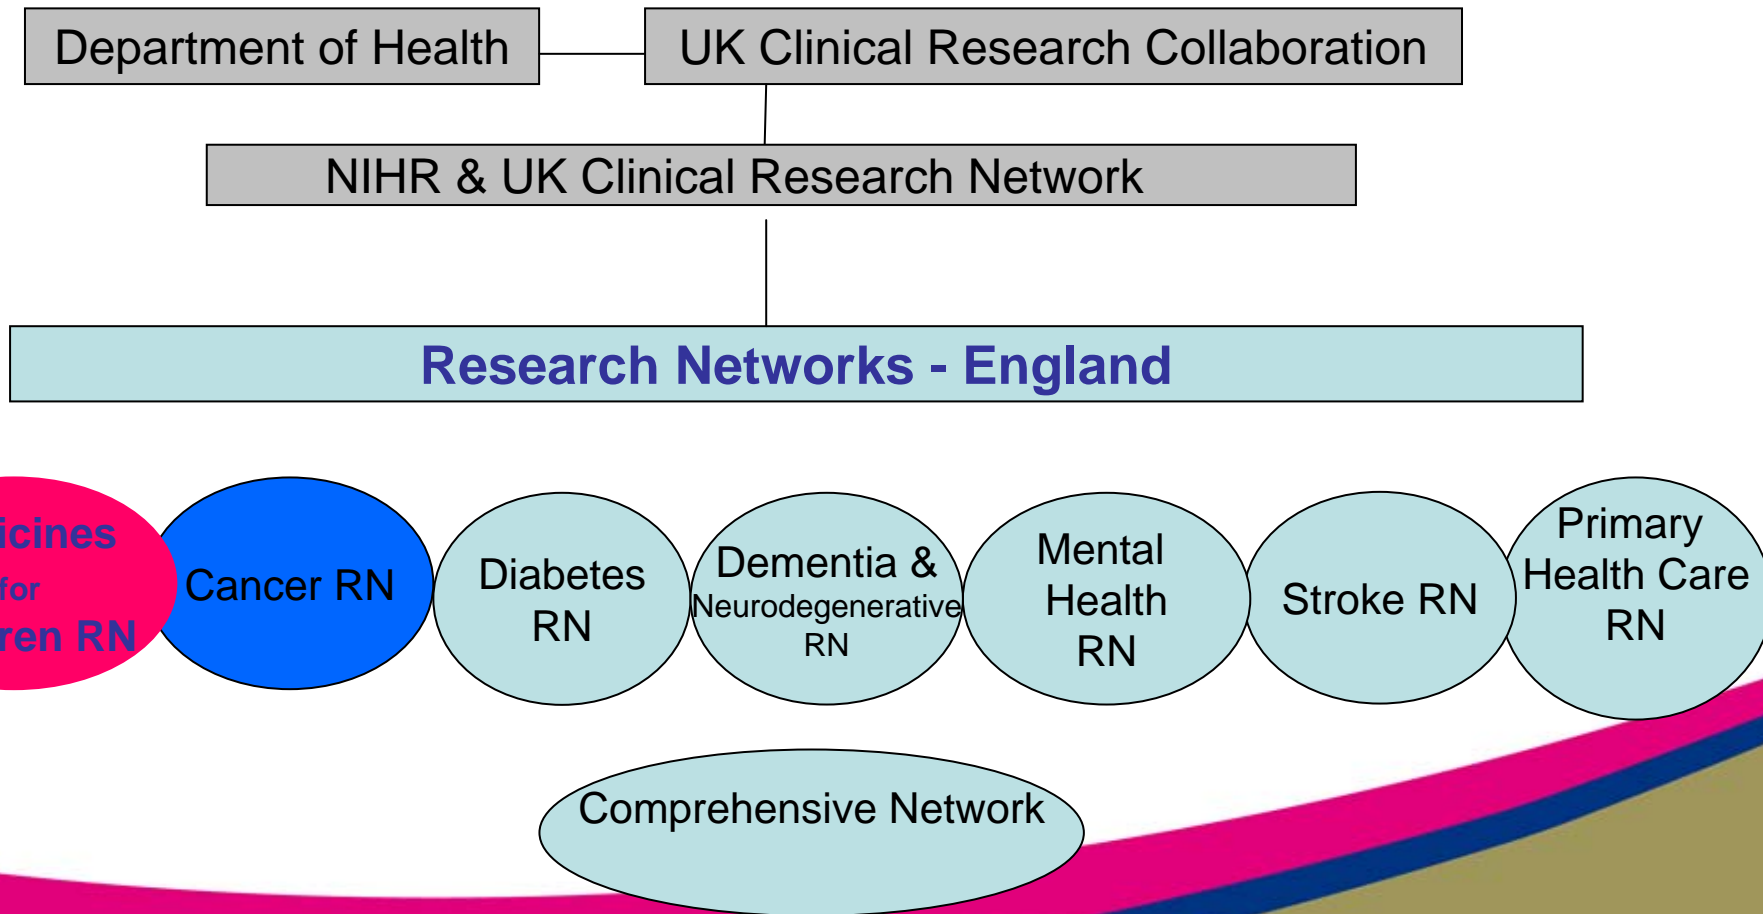 Department of Health
UK Clinical Research Collaboration
NIHR & UK Clinical Research Network
Research Networks - England
icines
for
ren RN
Cancer RN
Diabetes
RN
Dementia &
Neurodegenerative
RN
Mental
Health
RN
Stroke RN
Primary
Health Care
RN
Comprehensive Network